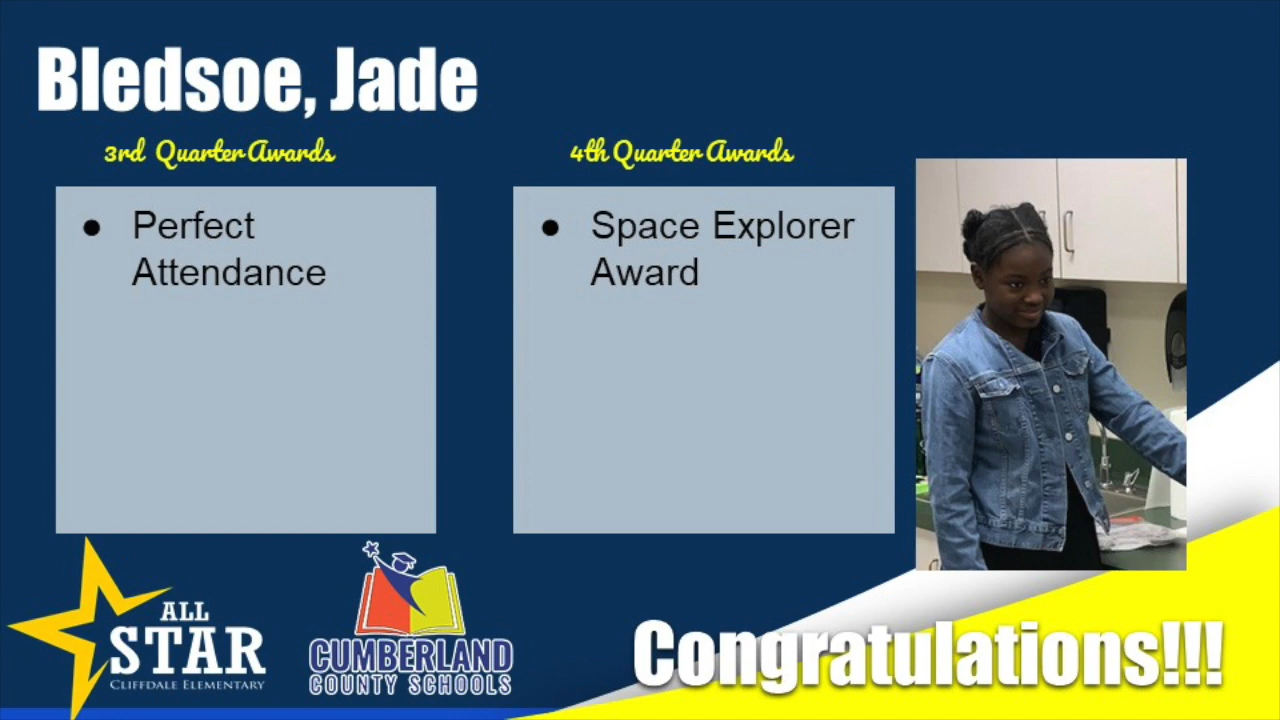 Bledsoe, Jade
3rd Quarter Awards
4th Quarter Awards
● Perfect
Attendance
● Space Explorer
Award
ALL
STAR
CLIFFDALE ELEMENTARY
CUMBERLAND
COUNTY SCHOOLS
Congratulations!!!